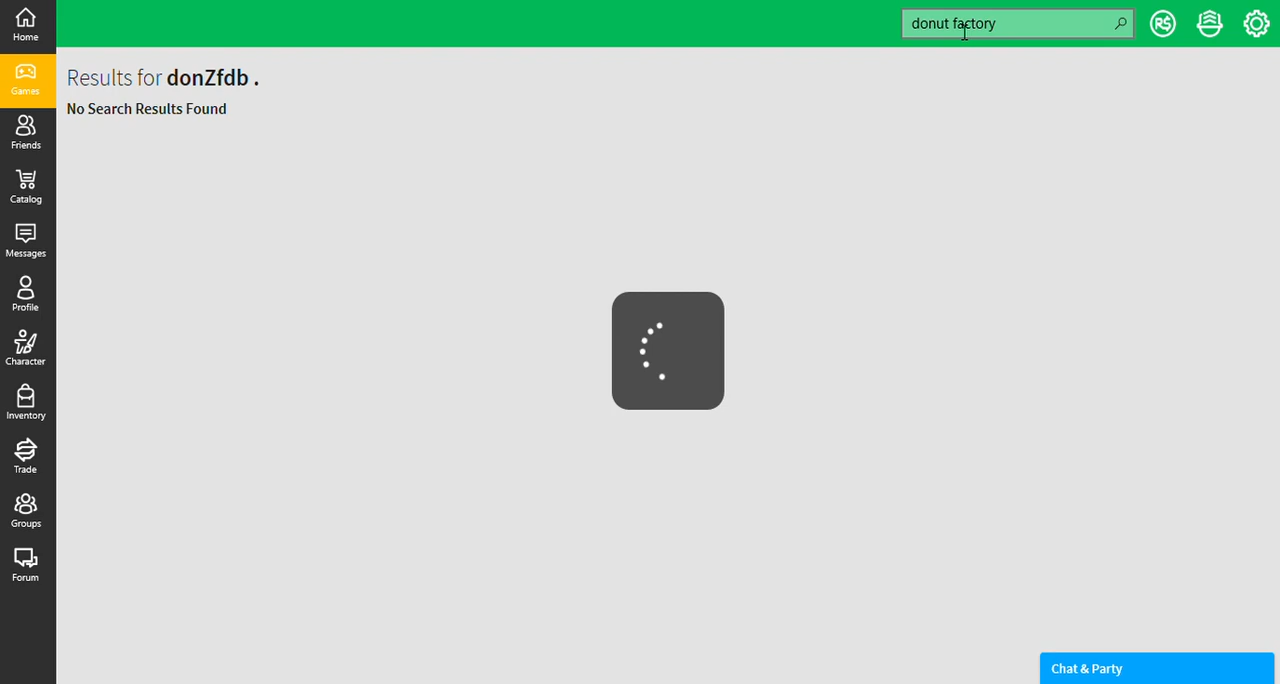 Home
donut factory
R$
Games
Results for donZfdb .
No Search Results Found
Friends
Catalog
Messages
Profile
Character
Inventory
Trade
Groups
Forum
Chat & Party